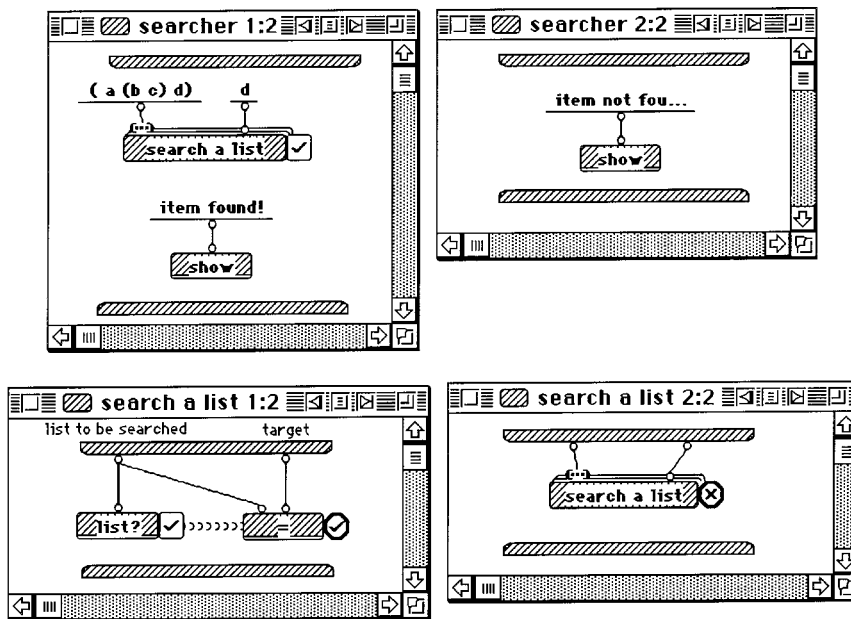 searcher 1:2
( a (b c) d) d
search a list
item found!
show
searcher 2:2
item not fou...
show
search a list 1:2
list to be searched target
list? =
search a list 2:2
search a list